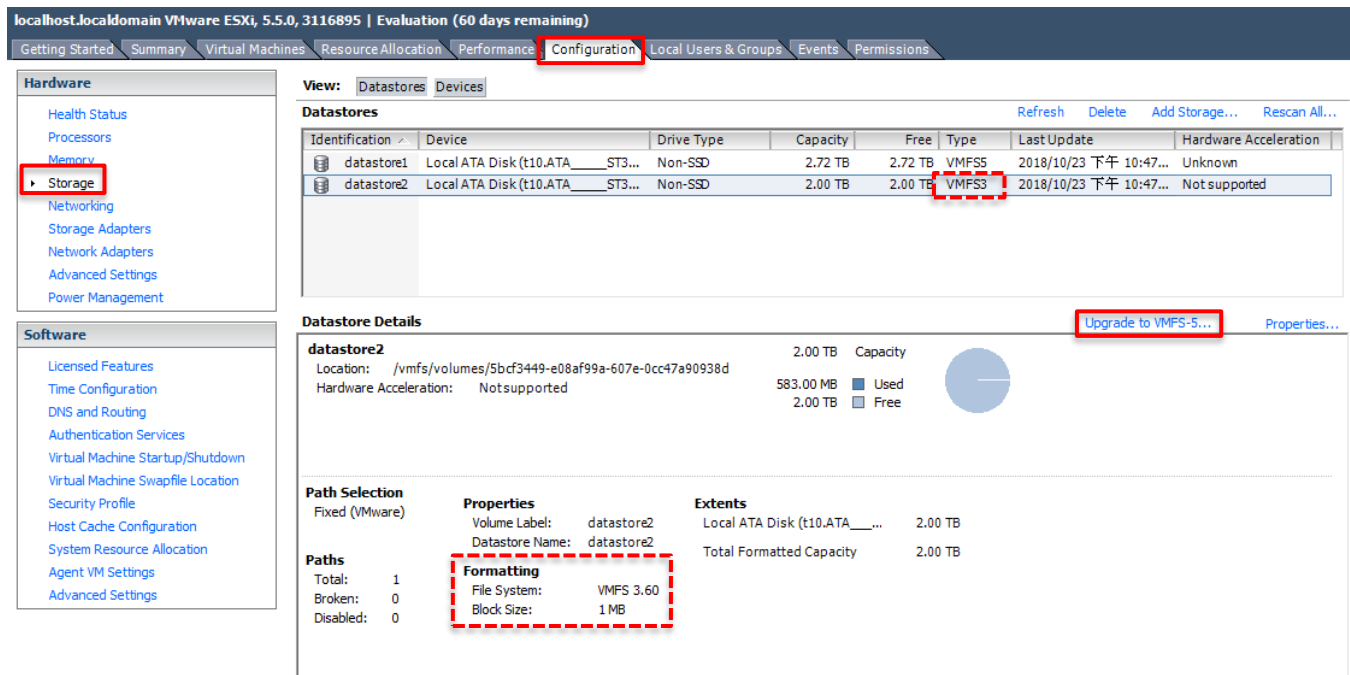 localhost.localdomain VMware ESXi, 5.5.0, 3116895 | Evaluation (60 days remaining)
Getting Started Summary Virtual Machines Resource Allocation Performance Configuration Local Users & Groups Events Permissions
Hardware
Health Status
Processors
Memory
Storage
Networking
Storage Adapters
Network Adapters
Advanced Settings
Power Management
Software
Licensed Features
Time Configuration
DNS and Routing
Authentication Services
Virtual Machine Startup/Shutdown
Virtual Machine Swapfile Location
Security Profile
Host Cache Configuration
System Resource Allocation
Agent VM Settings
Advanced Settings
View: Datastores Devices
Datastores Refresh Delete Add Storage... Rescan All...
Identification Device Drive Type Capacity Free Type Last Update Hardware Acceleration
datastore1 Local ATA Disk (t10.ATA_____ST3... Non-SSD 2.72 TB 2.72 TB VMFS5 2018/10/23 下午 10:47... Unknown
datastore2 Local ATA Disk (t10.ATA_____ST3... Non-SSD 2.00 TB 2.00 TB VMFS3 2018/10/23 下午 10:47... Not supported
Datastore Details Upgrade to VMFS-5... Properties...
datastore2 2.00 TB Capacity
Location: /vmfs/volumes/5bcf3449-e08af99a-607e-0cc47a90938d
Hardware Acceleration: Not supported 583.00 MB Used
2.00 TB Free
Path Selection
Fixed (VMware)
Paths
Total: 1
Broken: 0
Disabled: 0
Properties
Volume Label: datastore2
Datastore Name: datastore2
Formatting
File System: VMFS 3.60
Block Size: 1 MB
Extents
Local ATA Disk (t10.ATA___... 2.00 TB
Total Formatted Capacity 2.00 TB